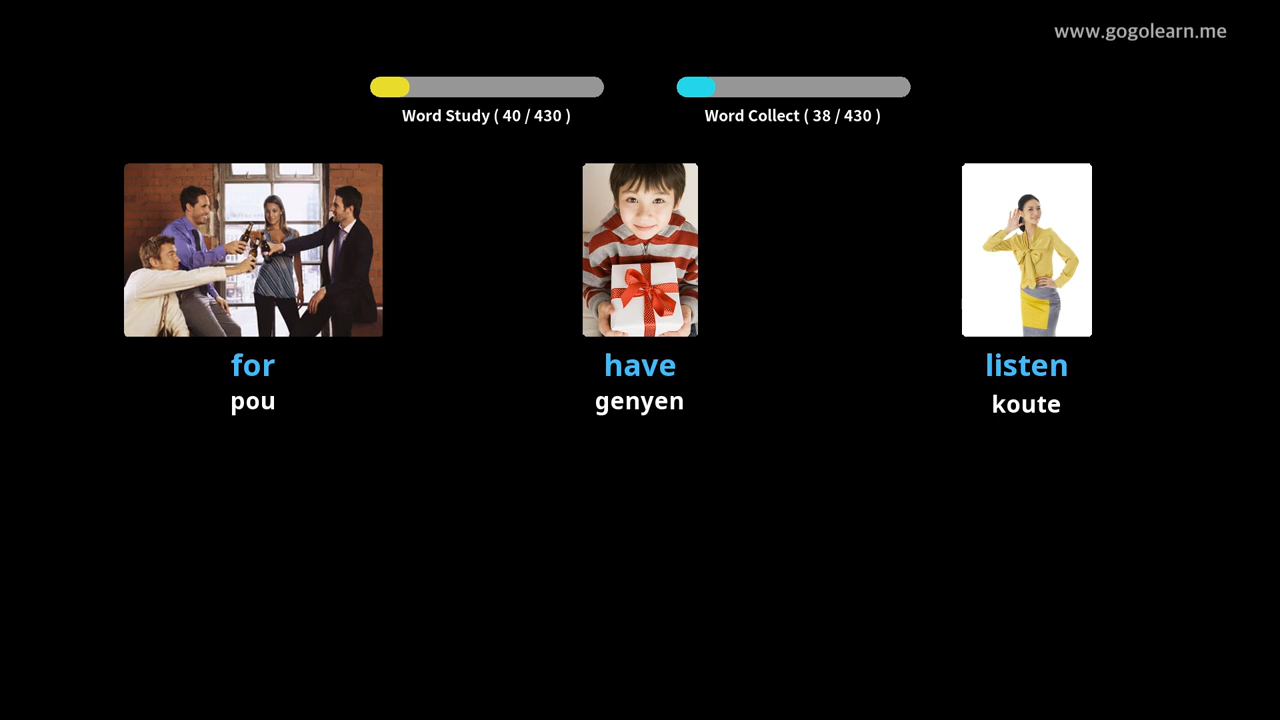 www.gogolearn.me
Word Study ( 40 / 430 )
Word Collect ( 38 / 430 )
for
pou
have
genyen
listen
koute